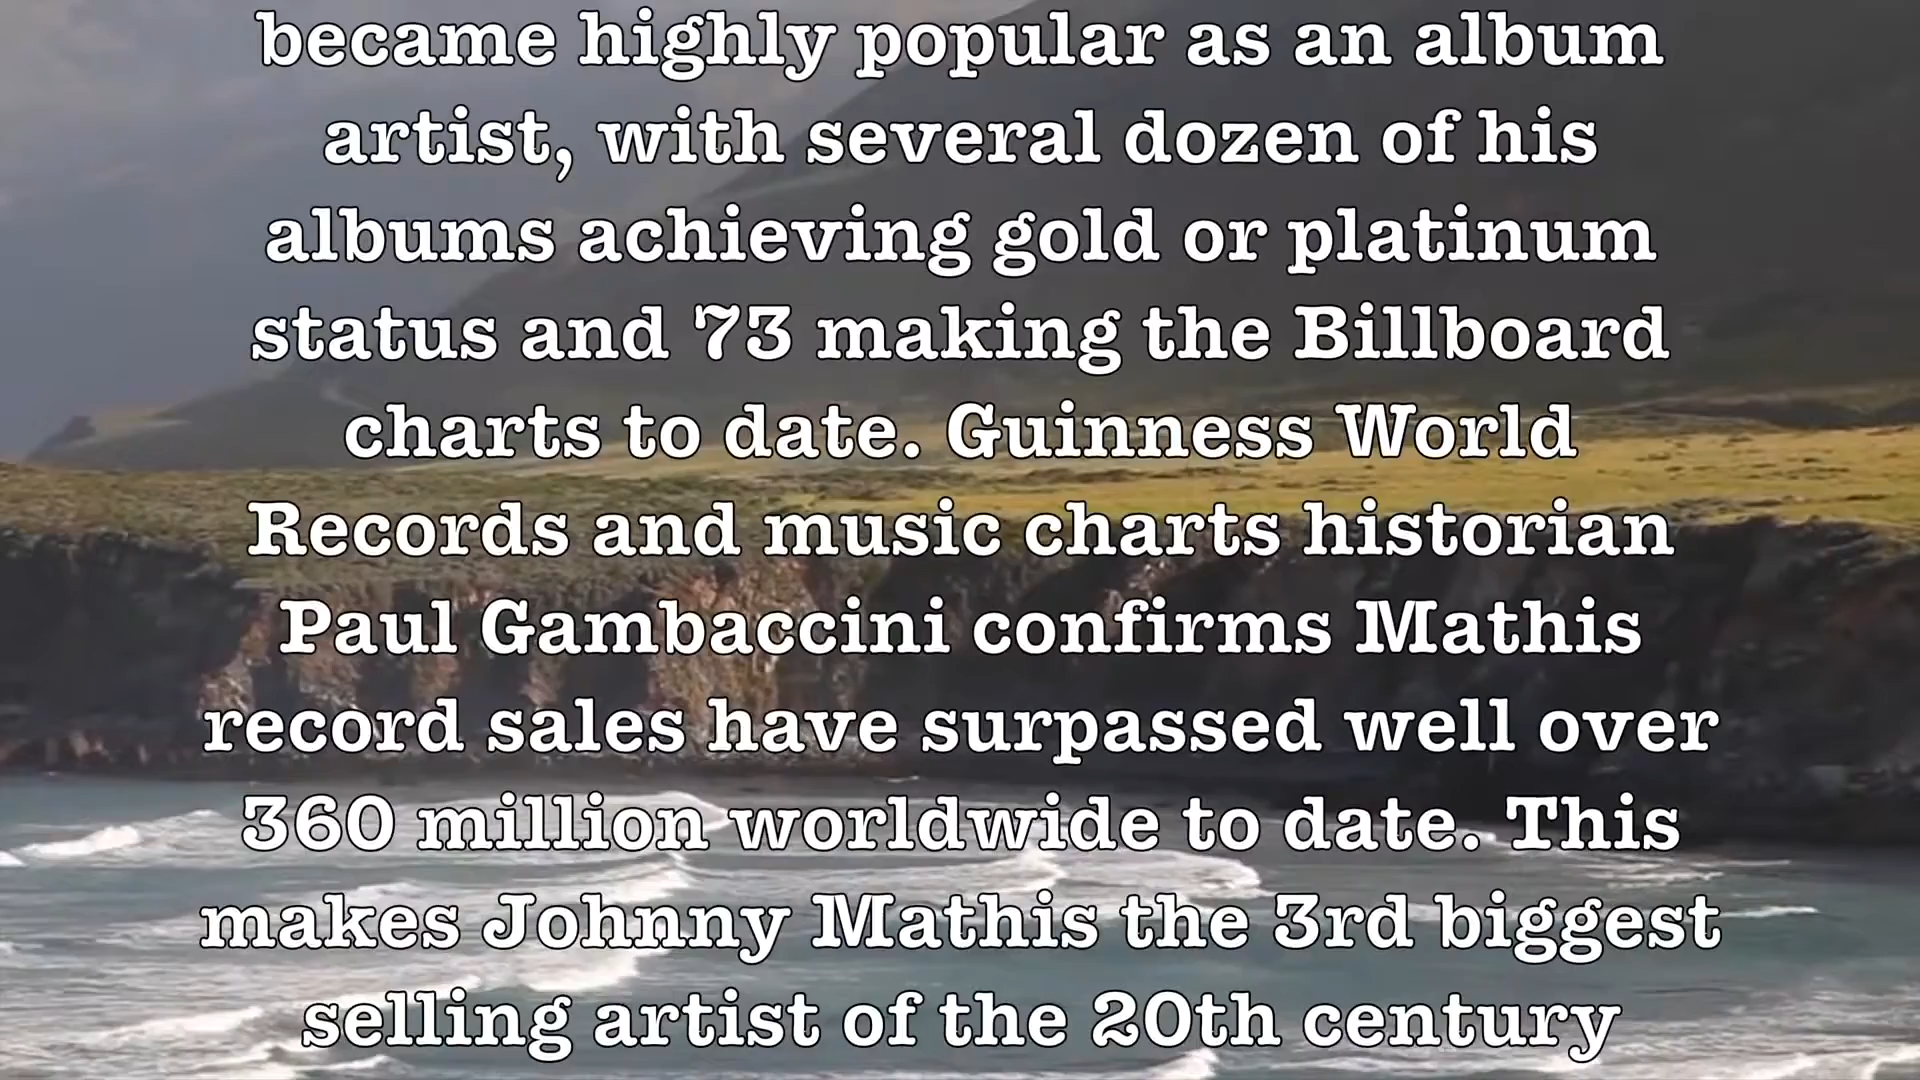 became highly popular as an album
artist, with several dozen of his
albums achieving gold or platinum
status and 73 making the Billboard
charts to date. Guinness World
Records and music charts historian
Paul Gambaccini confirms Mathis
record sales have surpassed well over
360 million worldwide to date. This
makes Johnny Mathis the 3rd biggest
selling artist of the 20th century